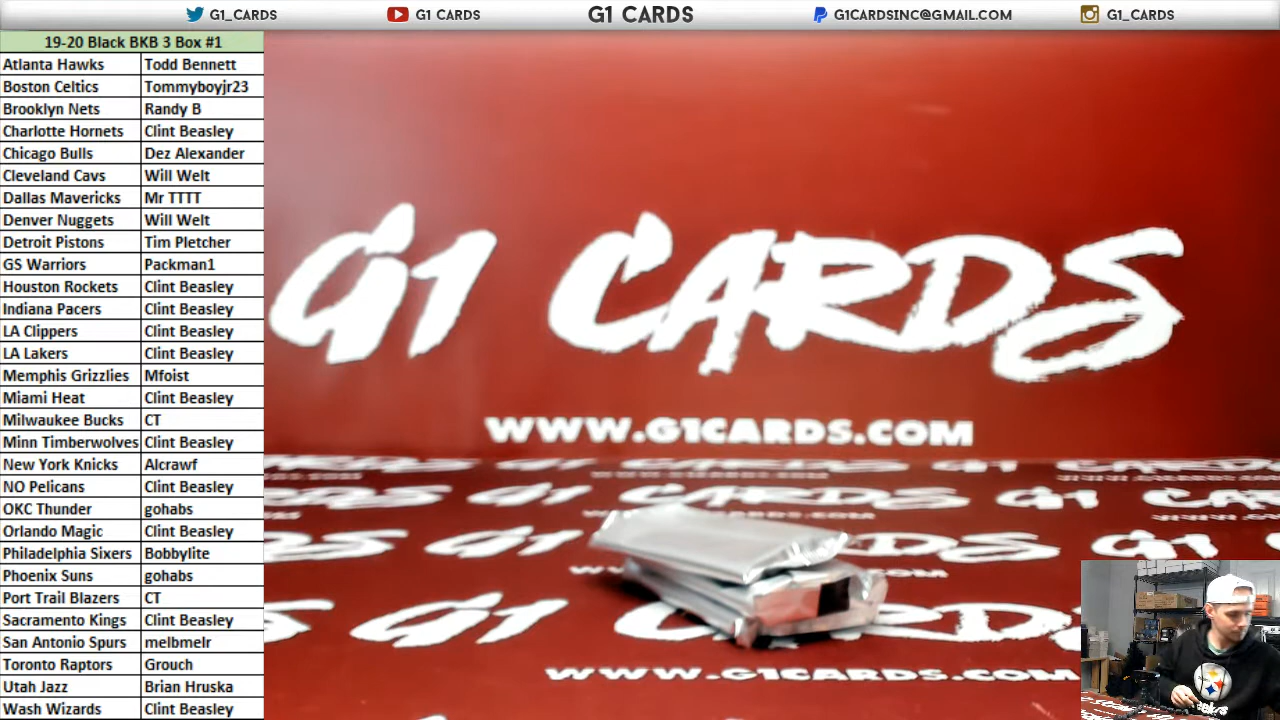 G1_CARDS G1 CARDS G1 CARDS G1CARDSINC@GMAIL.COM G1_CARDS
19-20 Black BKB 3 Box #1
Atlanta Hawks Todd Bennett
Boston Celtics Tommyboyjr23
Brooklyn Nets Randy B
Charlotte Hornets Clint Beasley
Chicago Bulls Dez Alexander
Cleveland Cavs Will Welt
Dallas Mavericks Mr TTTT
Denver Nuggets Will Welt
Detroit Pistons Tim Pletcher
GS Warriors Packman1
Houston Rockets Clint Beasley
Indiana Pacers Clint Beasley
LA Clippers Clint Beasley
LA Lakers Clint Beasley
Memphis Grizzlies Mfoist
Miami Heat Clint Beasley
Milwaukee Bucks CT
Minn Timberwolves Clint Beasley
New York Knicks Alcrawf
NO Pelicans Clint Beasley
OKC Thunder gohabs
Orlando Magic Clint Beasley
Philadelphia Sixers Bobbylite
Phoenix Suns gohabs
Port Trail Blazers CT
Sacramento Kings Clint Beasley
San Antonio Spurs melbmelr
Toronto Raptors Grouch
Utah Jazz Brian Hruska
Wash Wizards Clint Beasley
G1 CARDS
WWW.G1CARDS.COM
G1 CARDS
G1 CARDS
G1 CARDS
WWW.G1CARDS.COM